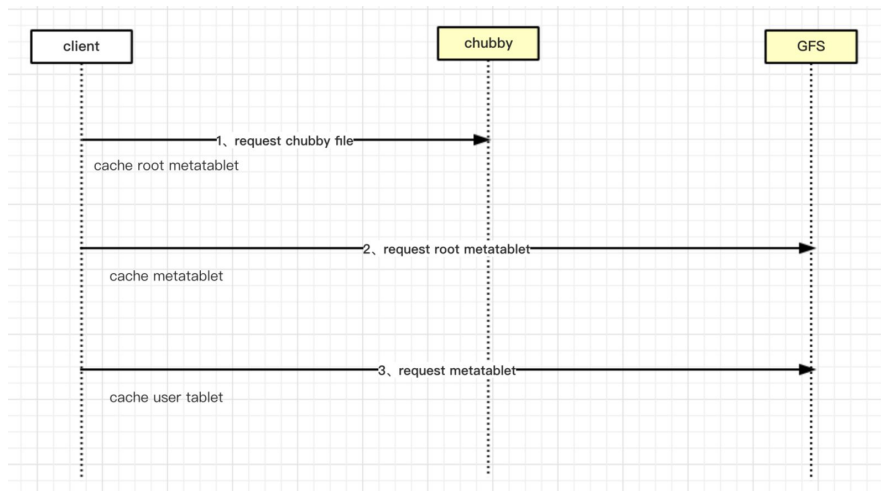 client
chubby
GFS
1、request chubby file
cache root metatablet
2、request root metatablet
cache metatablet
3、request metatablet
cache user tablet